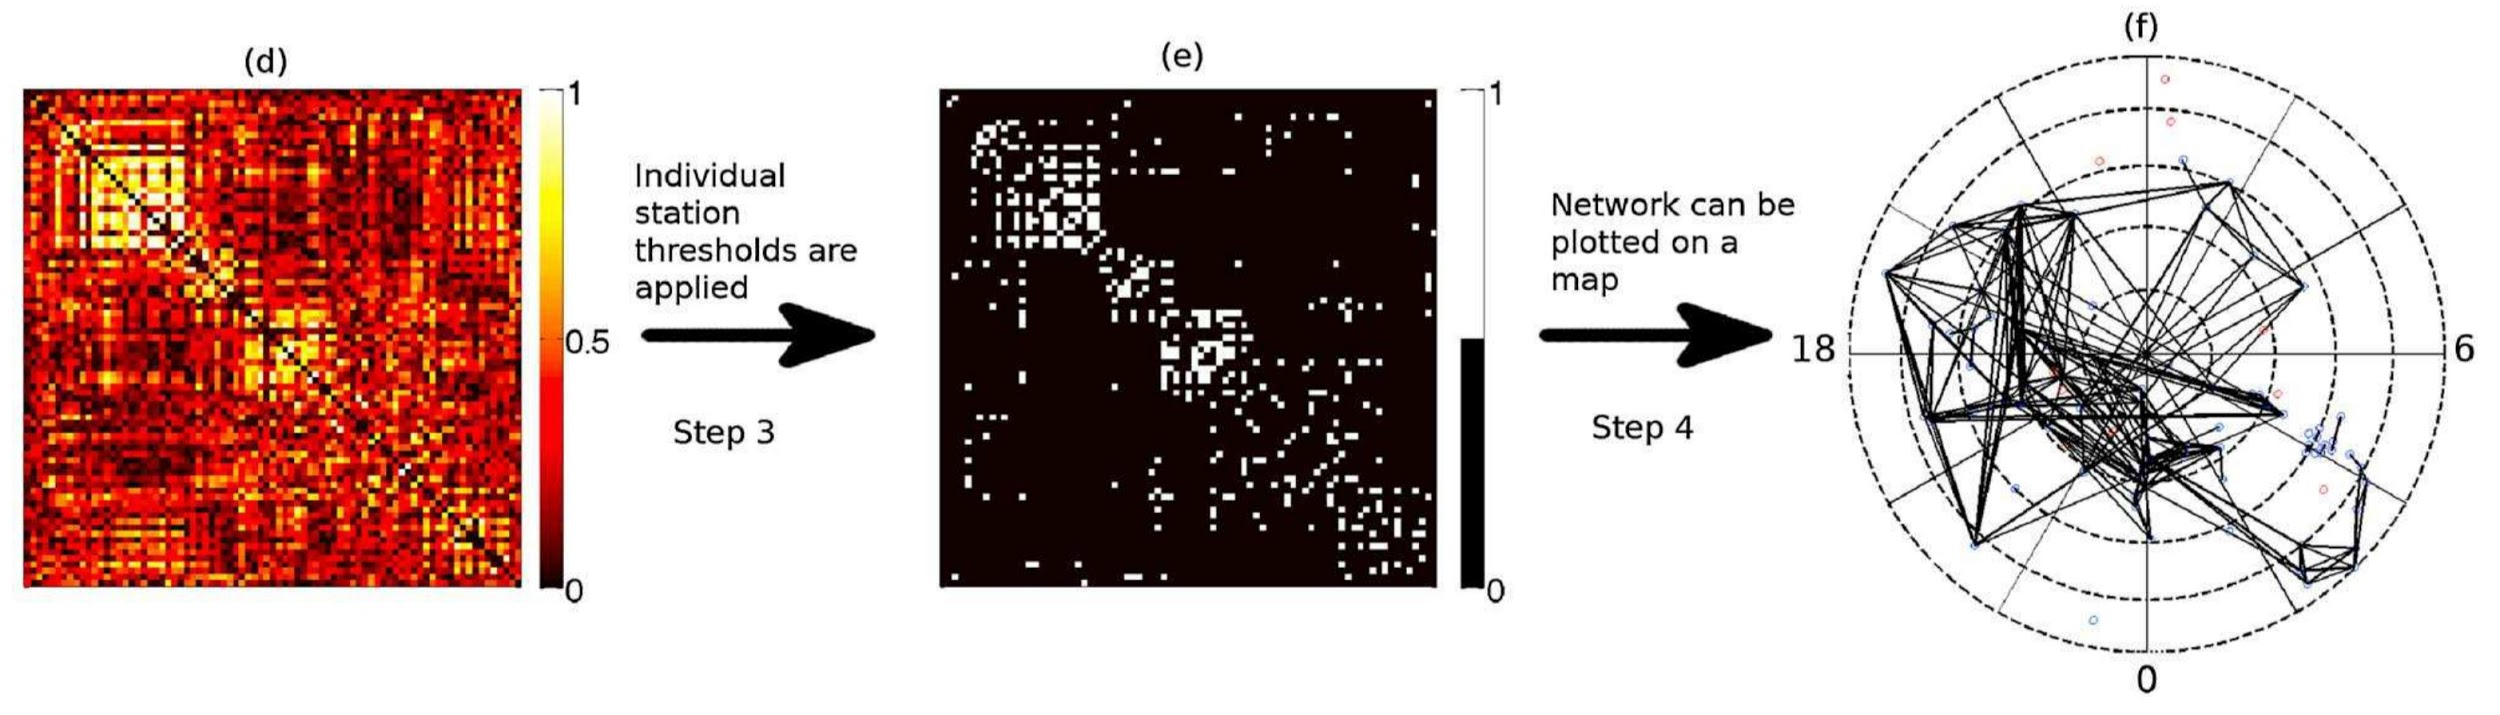 (d)
1
0.5
0
Individual
station
thresholds are
applied
Step 3
(e)
1
0
Network can be
plotted on a
map
Step 4
(f)
18
6
0